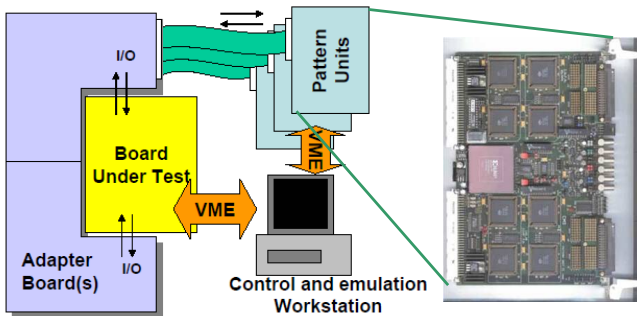 I/O
Pattern
Units
VME
Board
Under Test
VME
I/O
Adapter
Board(s)
Control and emulation
Workstation